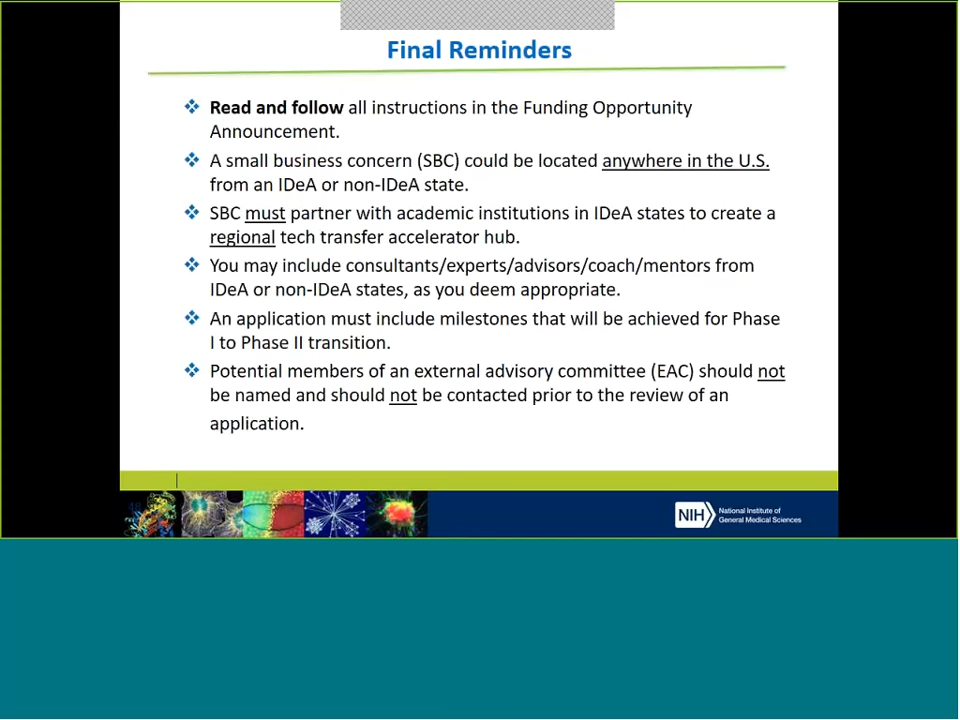 Final Reminders
Read and follow all instructions in the Funding Opportunity
Announcement.
A small business concern (SBC) could be located anywhere in the U.S.
from an IDeA or non-IDeA state.
SBC must partner with academic institutions in IDeA states to create a
regional tech transfer accelerator hub.
You may include consultants/experts/advisors/coach/mentors from
IDeA or non-IDeA states, as you deem appropriate.
An application must include milestones that will be achieved for Phase
I to Phase II transition.
Potential members of an external advisory committee (EAC) should not
be named and should not be contacted prior to the review of an
application.
NIH National Institute of
General Medical Sciences